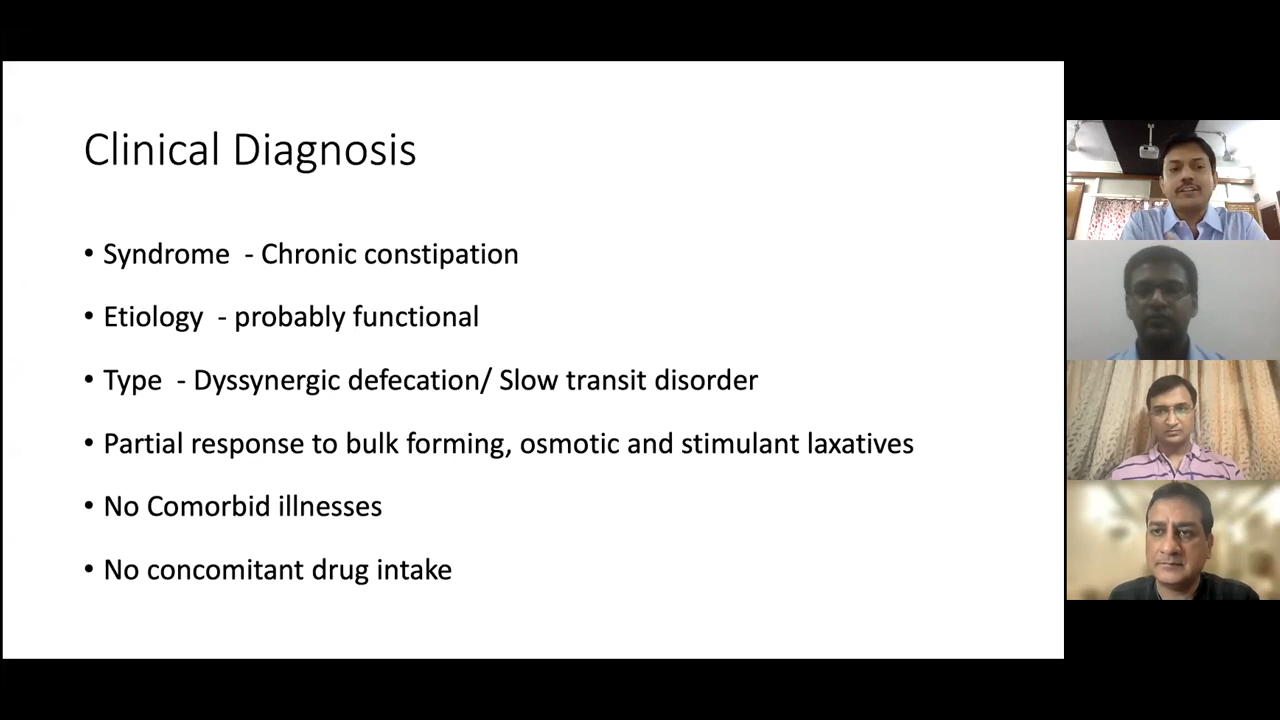 Clinical Diagnosis
• Syndrome - Chronic constipation
• Etiology - probably functional
• Type - Dyssynergic defecation/ Slow transit disorder
• Partial response to bulk forming, osmotic and stimulant laxatives
• No Comorbid illnesses
• No concomitant drug intake